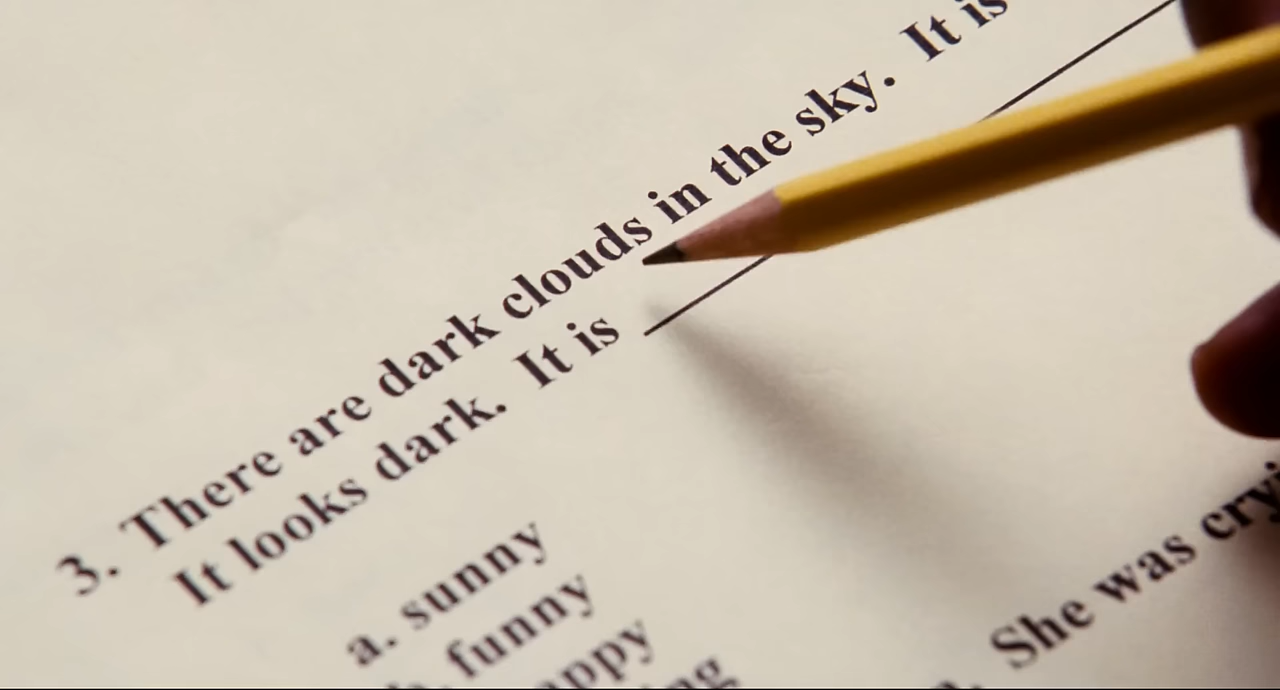 3. There are dark clouds in the sky. It is
It looks dark. It is
a. sunny
funny
She was